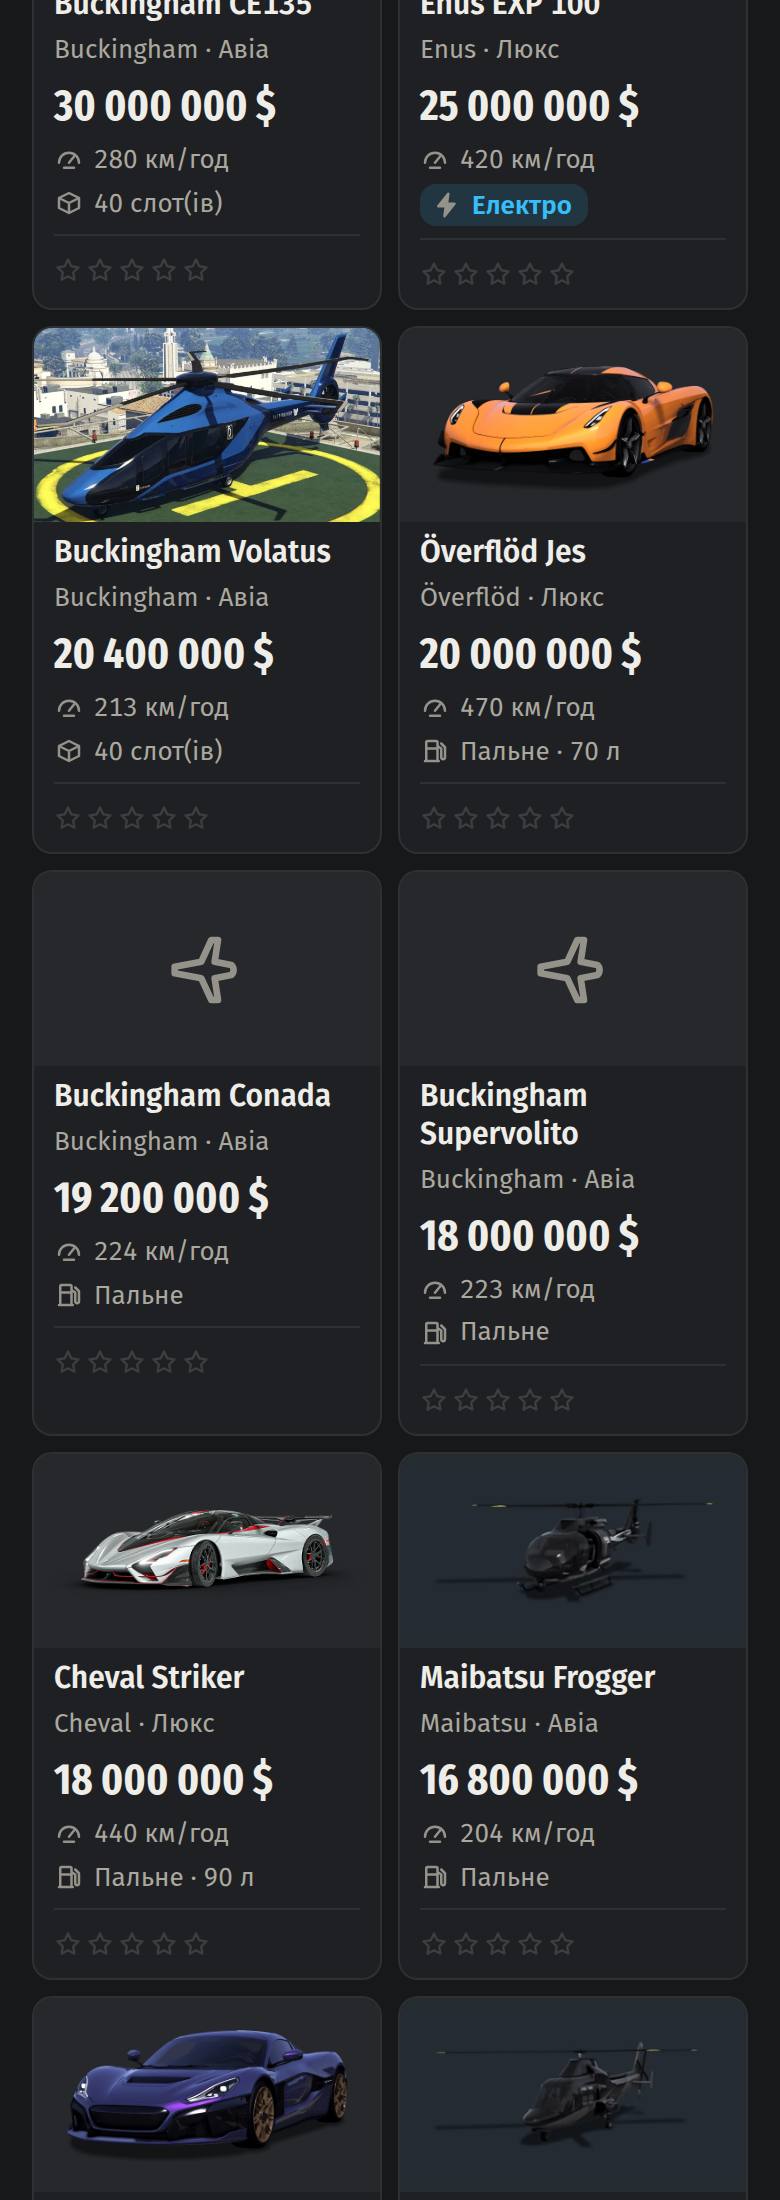 Buckingham CE135
Buckingham · Авіа
30 000 000 $
280 км/год
40 слот(ів)
Enus EXP 100
Enus · Люкс
25 000 000 $
420 км/год
Електро
Buckingham Volatus
Buckingham · Авіа
20 400 000 $
213 км/год
40 слот(ів)
Överflöd Jes
Överflöd · Люкс
20 000 000 $
470 км/год
Пальне · 70 л
Buckingham Conada
Buckingham · Авіа
19 200 000 $
224 км/год
Пальне
Buckingham
Supervolito
Buckingham · Авіа
18 000 000 $
223 км/год
Пальне
Cheval Striker
Cheval · Люкс
18 000 000 $
440 км/год
Пальне · 90 л
Maibatsu Frogger
Maibatsu · Авіа
16 800 000 $
204 км/год
Пальне